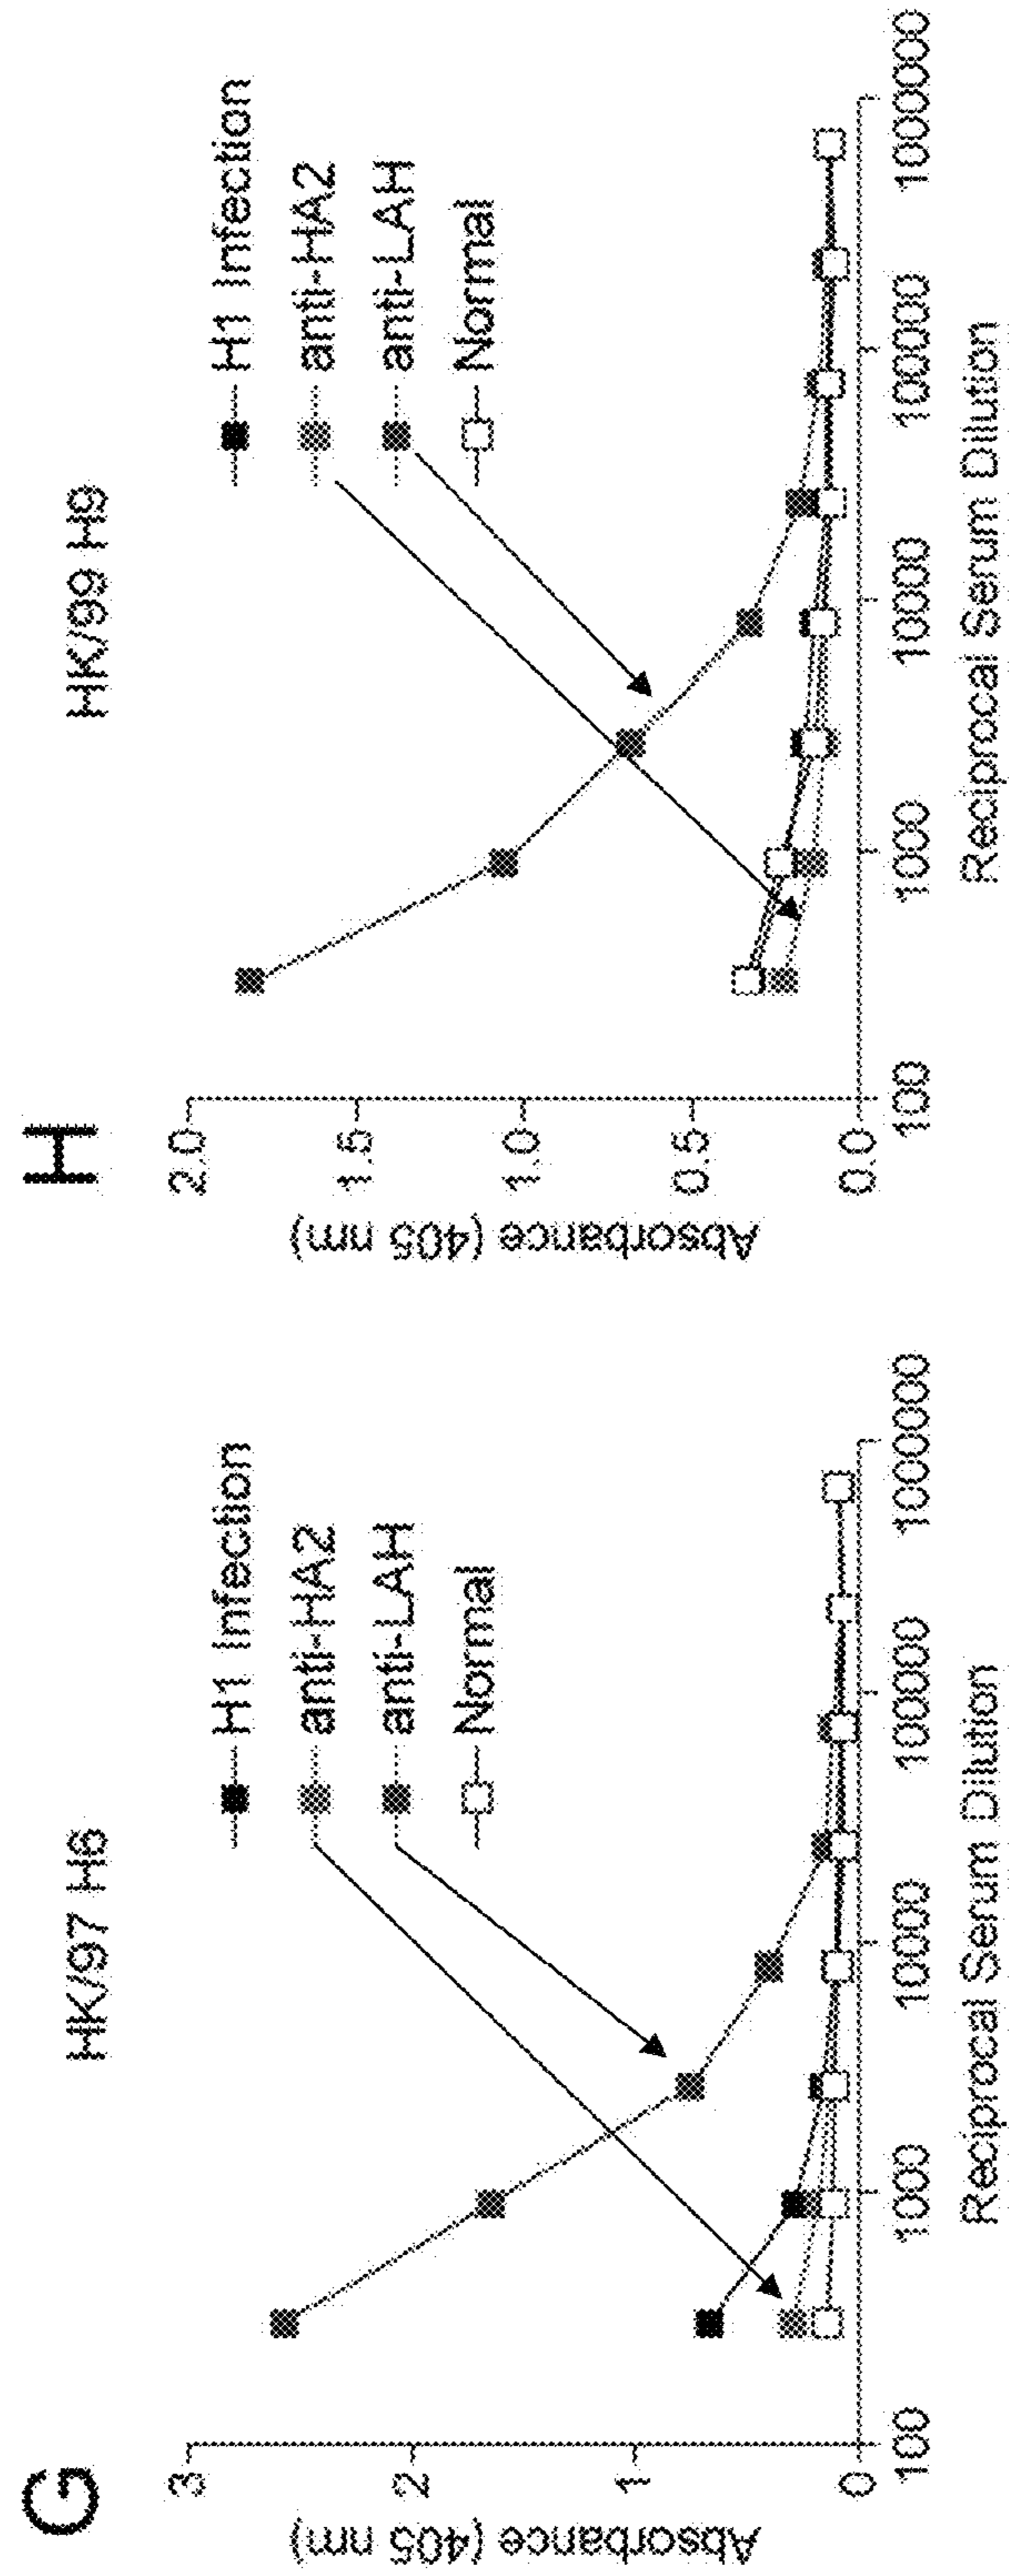 G
HK/97 H6
H1 Infection
anti-HA2
anti-LAH
Normal
Absorbance (405 nm)
3
2
1
0
100
1000
10000
100000
1000000
Reciprocal Serum Dilution
H
HK/99 H9
H1 Infection
anti-HA2
anti-LAH
Normal
Absorbance (405 nm)
2.0
1.5
1.0
0.5
0.0
100
1000
10000
100000
1000000
Reciprocal Serum Dilution